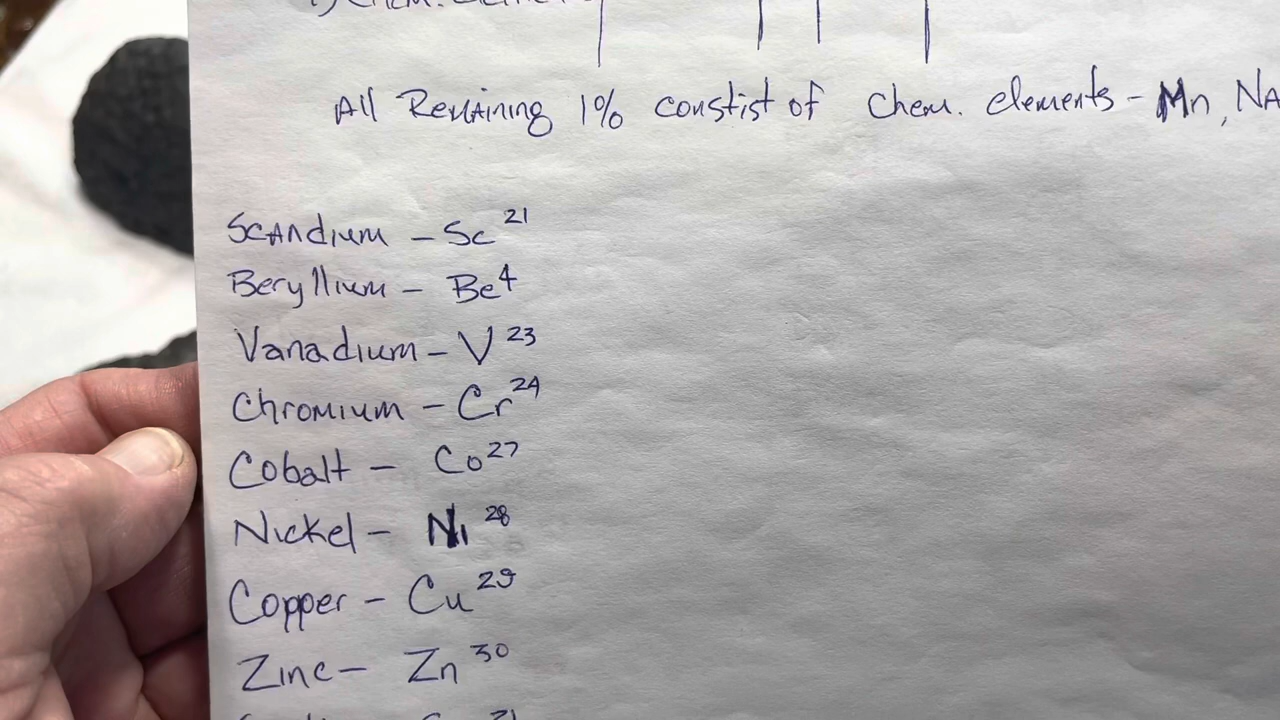 All Remaining 1% constist of Chem. elements - Mn, NA
Scandium - Sc 21
Beryllium - Be 4
Vanadium - V 23
Chromium - Cr 24
Cobalt - Co 27
Nickel - Ni 28
Copper - Cu 29
Zinc - Zn 30